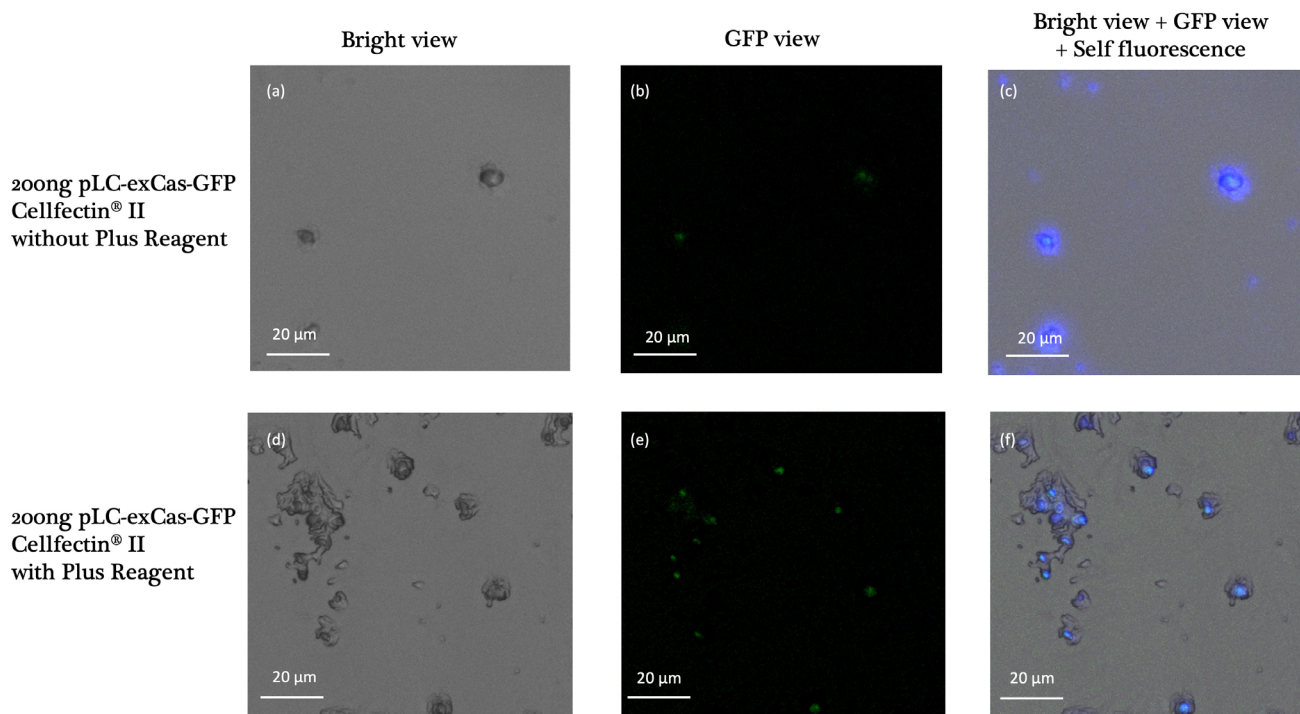 Bright view
GFP view
Bright view + GFP view
+ Self fluorescence
200ng pLC-exCas-GFP
Cellfectin® II
without Plus Reagent
(a)
20 µm
(b)
20 µm
(c)
20 µm
200ng pLC-exCas-GFP
Cellfectin® II
with Plus Reagent
(d)
20 µm
(e)
20 µm
(f)
20 µm